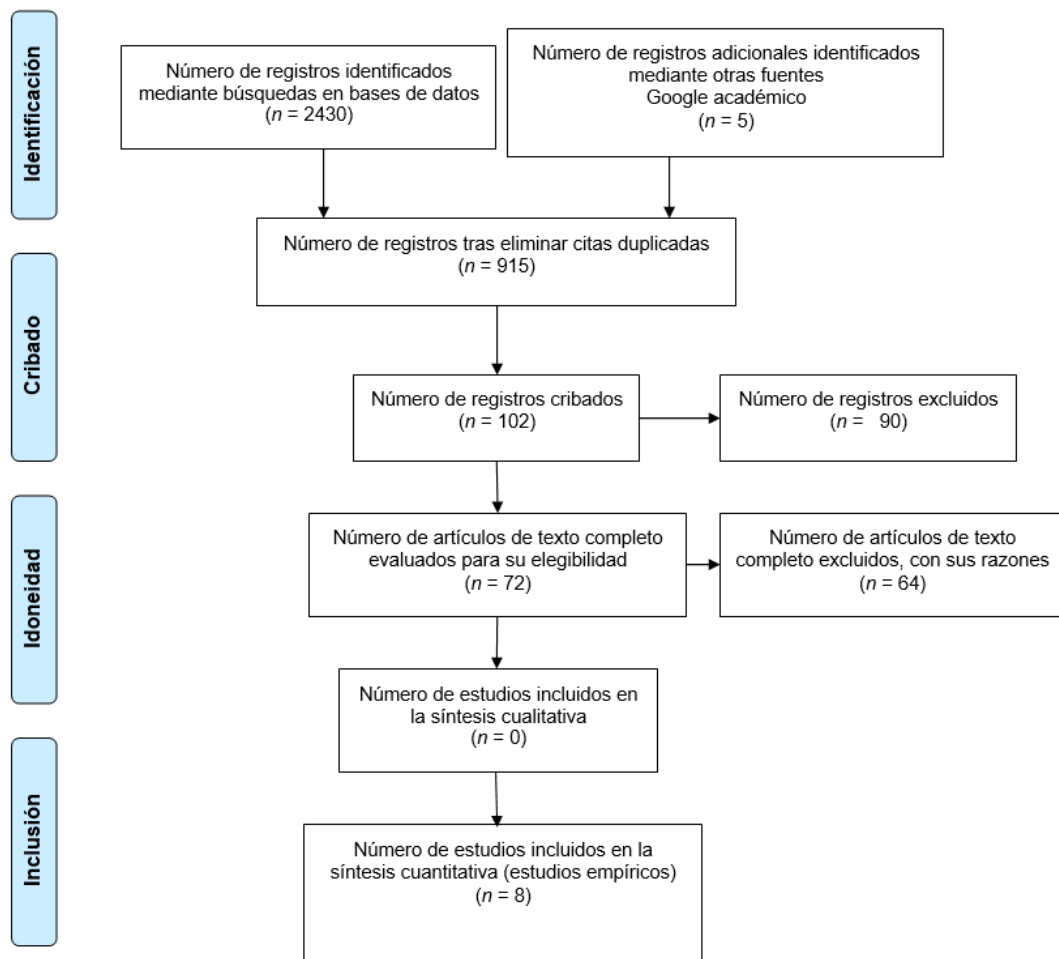 Identificación
Número de registros identificados
mediante búsquedas en bases de datos
(n = 2430)
Número de registros adicionales identificados
mediante otras fuentes
Google académico
(n = 5)
Número de registros tras eliminar citas duplicadas
(n = 915)
Cribado
Número de registros cribados
(n = 102)
Número de registros excluidos
(n = 90)
Idoneidad
Número de artículos de texto completo
evaluados para su elegibilidad
(n = 72)
Número de artículos de texto
completo excluidos, con sus razones
(n = 64)
Número de estudios incluidos en
la síntesis cualitativa
(n = 0)
Inclusión
Número de estudios incluidos en la
síntesis cuantitativa (estudios empíricos)
(n = 8)